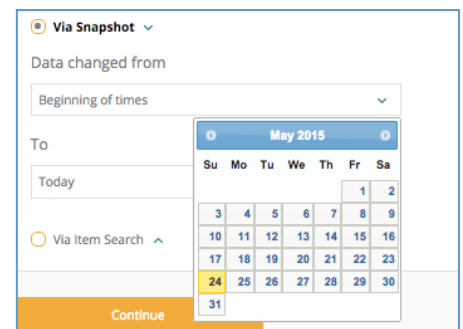 Via Snapshot
Data changed from
Beginning of times
To
Today
Via Item Search
Continue
May 2015
Su Mo Tu We Th Fr Sa
1 2
3 4 5 6 7 8 9
10 11 12 13 14 15 16
17 18 19 20 21 22 23
24 25 26 27 28 29 30
31